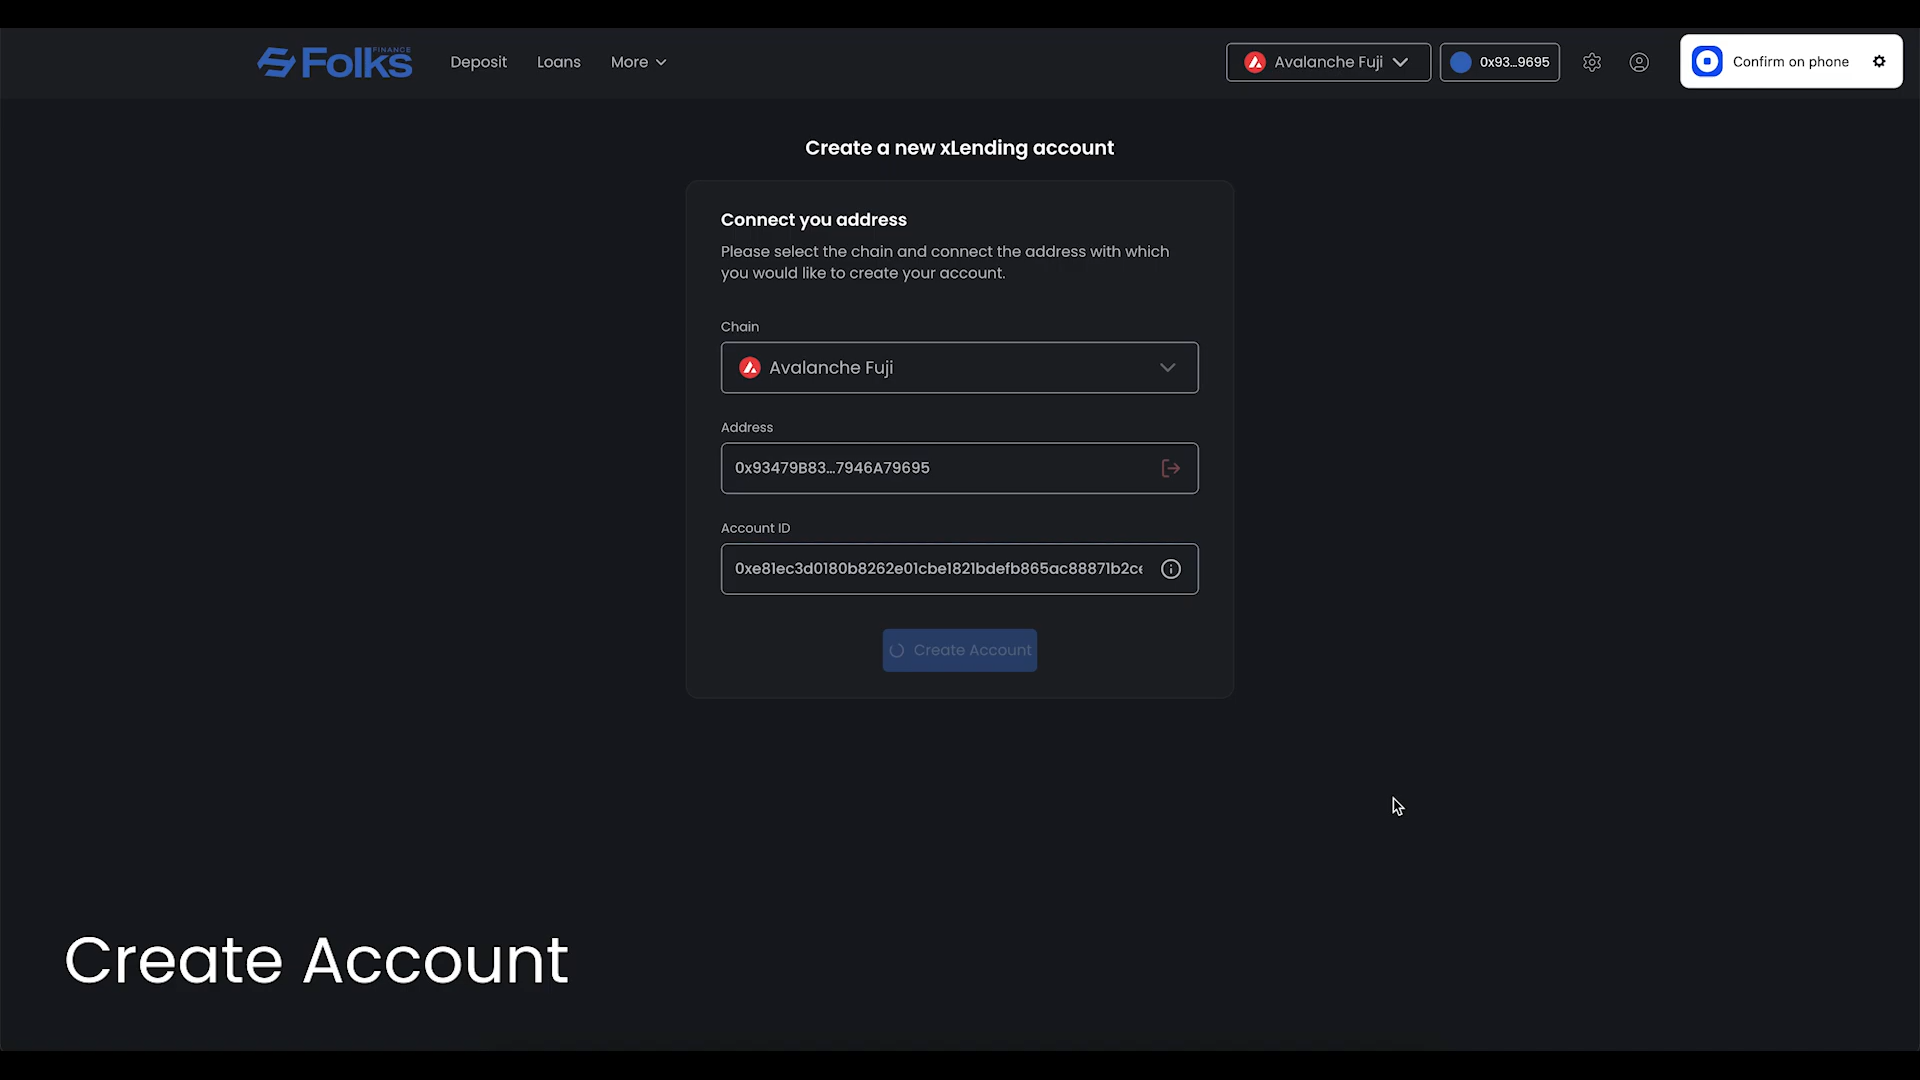 Folks
FINANCE
Deposit
Loans
More
Avalanche Fuji
0x93...9695
Confirm on phone
Create a new xLending account
Connect you address
Please select the chain and connect the address with which
you would like to create your account.
Chain
Avalanche Fuji
Address
0x93479B83...7946A79695
Account ID
0xe81ec3d0180b8262e01cbe1821bdefb865ac88871b2ce
Create Account
Create Account